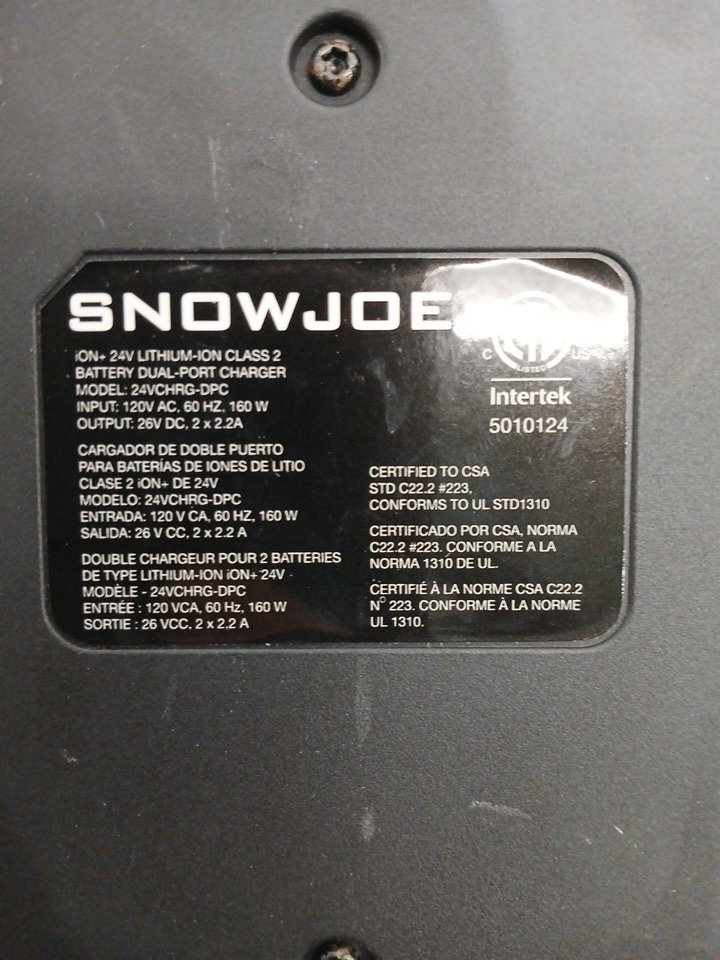 SNOWJOE
iON+ 24V LITHIUM-ION CLASS 2
BATTERY DUAL-PORT CHARGER
MODEL: 24VCHRG-DPC
INPUT: 120V AC, 60 HZ, 160 W
OUTPUT: 26V DC, 2 x 2.2A
CARGADOR DE DOBLE PUERTO
PARA BATERÍAS DE IONES DE LITIO
CLASE 2 iON+ DE 24V
MODELO: 24VCHRG-DPC
ENTRADA: 120 V CA, 60 HZ, 160 W
SALIDA: 26 V CC, 2 x 2.2 A
DOUBLE CHARGEUR POUR 2 BATTERIES
DE TYPE LITHIUM-ION iON+ 24V
MODÈLE - 24VCHRG-DPC
ENTRÉE : 120 VCA, 60 Hz, 160 W
SORTIE : 26 VCC, 2 x 2.2 A
C US
LISTED
Intertek
5010124
CERTIFIED TO CSA
STD C22.2 #223.
CONFORMS TO UL STD1310
CERTIFICADO POR CSA, NORMA
C22.2 #223. CONFORME A LA
NORMA 1310 DE UL.
CERTIFIÉ À LA NORME CSA C22.2
N° 223. CONFORME À LA NORME
UL 1310.